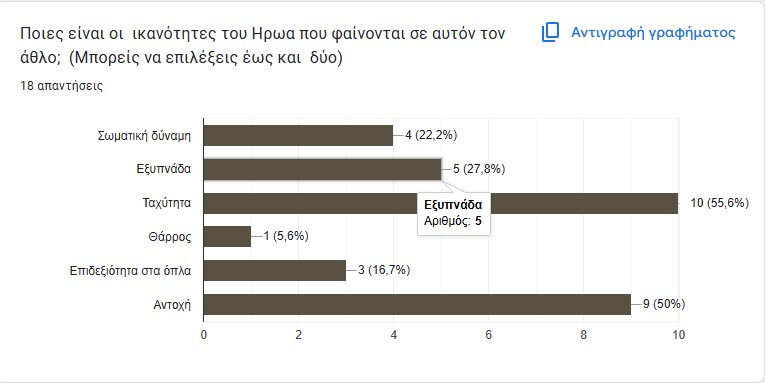 Ποιες είναι οι  ικανότητες του Ηρωα που φαίνονται σε αυτόν τον
άθλο;  (Μπορείς να επιλέξεις έως και  δύο)
Αντιγραφή γραφήματος
18 απαντήσεις
Σωματική δύναμη 4 (22,2%)
Εξυπνάδα 5 (27,8%)
Ταχύτητα 10 (55,6%)
Εξυπνάδα
Αριθμός: 5
Θάρρος 1 (5,6%)
Επιδεξιότητα στα όπλα 3 (16,7%)
Αντοχή 9 (50%)
0 2 4 6 8 10